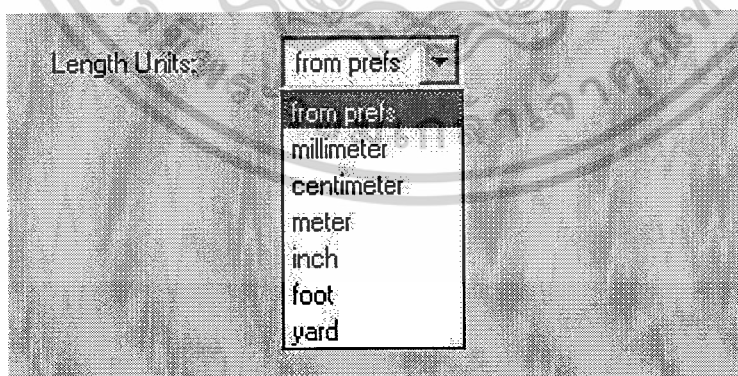 Length Units: from prefs
from prefs
millimeter
centimeter
meter
inch
foot
yard